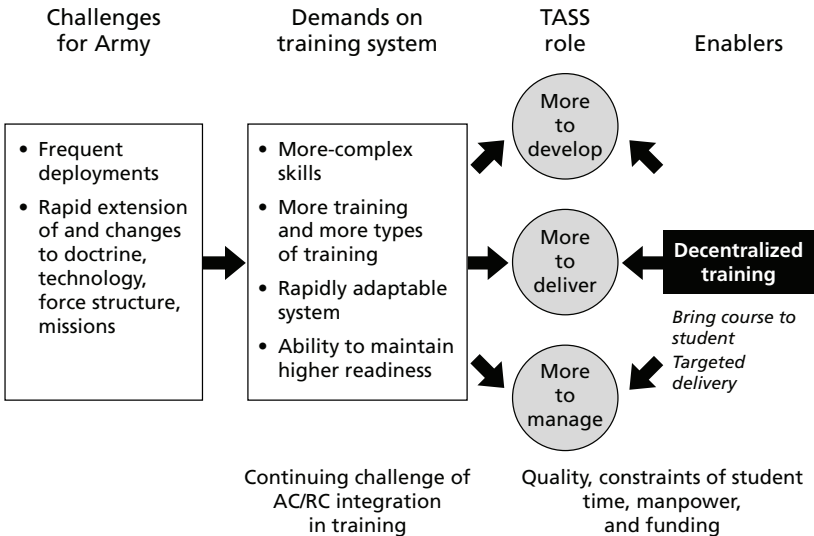 Challenges
for Army
Demands on
training system
TASS
role
Enablers
• Frequent
deployments
• Rapid extension
of and changes
to doctrine,
technology,
force structure,
missions
• More-complex
skills
• More training
and more types
of training
• Rapidly adaptable
system
• Ability to maintain
higher readiness
More
to
develop
More
to
deliver
More
to
manage
Decentralized
training
Bring course to
student
Targeted
delivery
Continuing challenge of
AC/RC integration
in training
Quality, constraints of student
time, manpower,
and funding